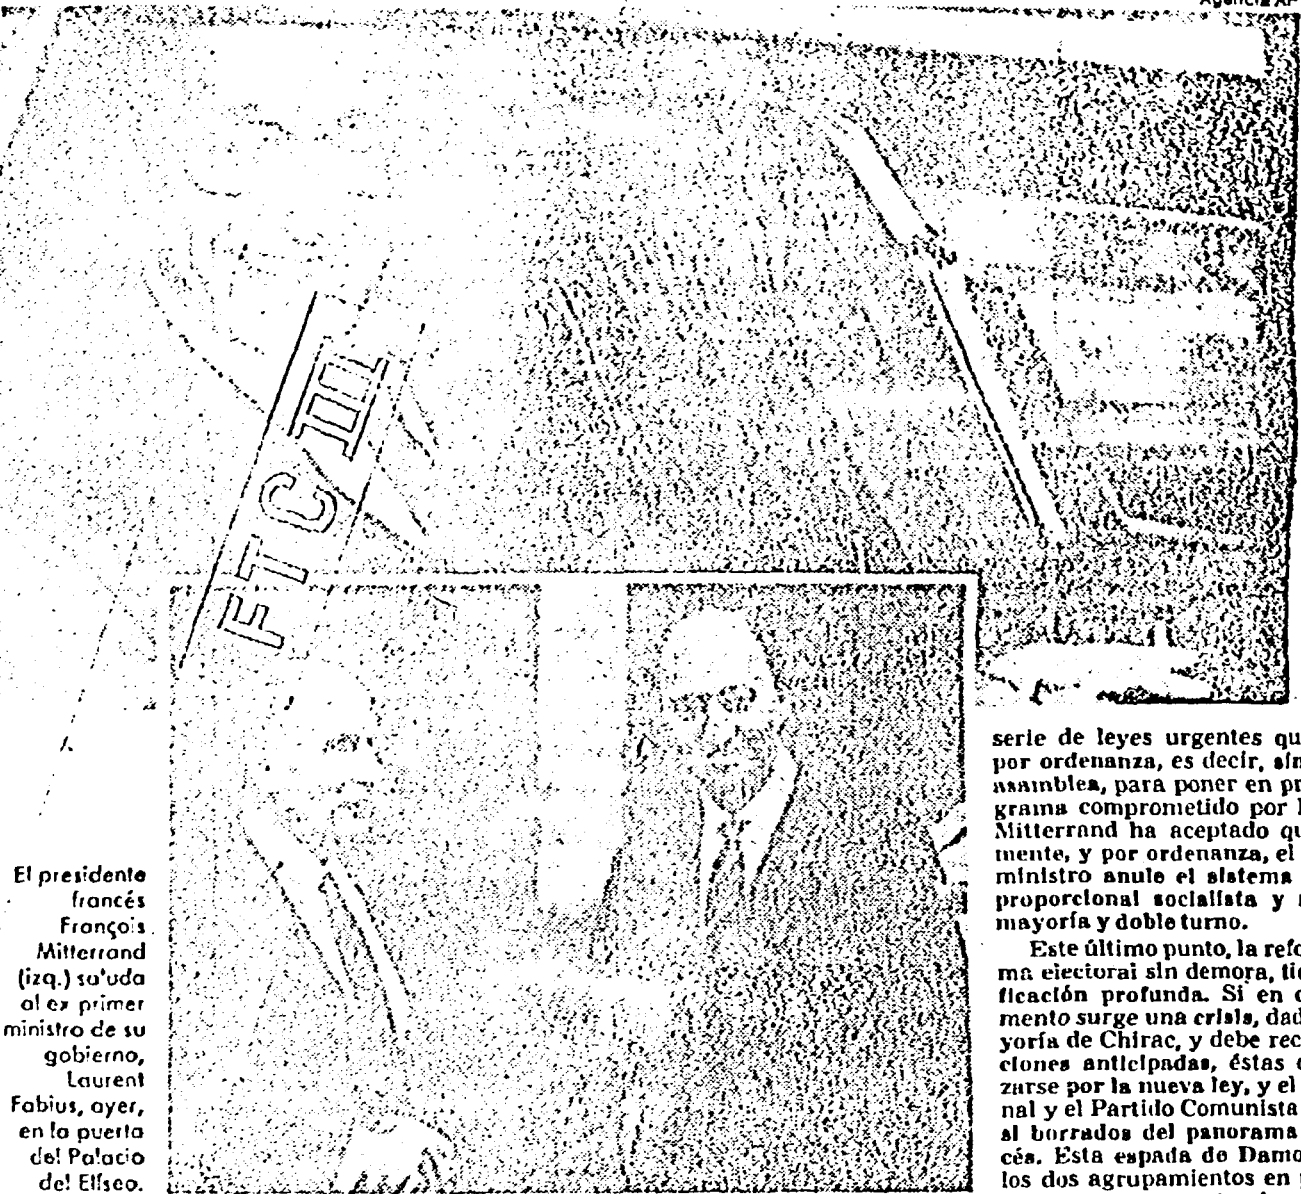 Agencia AP
FTC III
El presidente
francés
François
Mitterrand
(izq.) saluda
al ex primer
ministro de su
gobierno,
Laurent
Fabius, ayer,
en la puerta
del Palacio
del Elíseo.
serie de leyes urgentes qu
por ordenanza, es decir, sin
asamblea, para poner en pr
grama comprometido por
Mitterrand ha aceptado qu
mente, y por ordenanza, el
ministro anule el sistema
proporcional socialista y
mayoría y doble turno.
Este último punto, la refo
ma electoral sin demora, tie
ficación profunda. Si en
mento surge una crisis, dad
yoría de Chirac, y debe rec
ciones anticipadas, éstas
zarse por la nueva ley, y el
nal y el Partido Comunista
si borrados del panorama
cés. Esta espada de Damo
los dos agrupamientos en